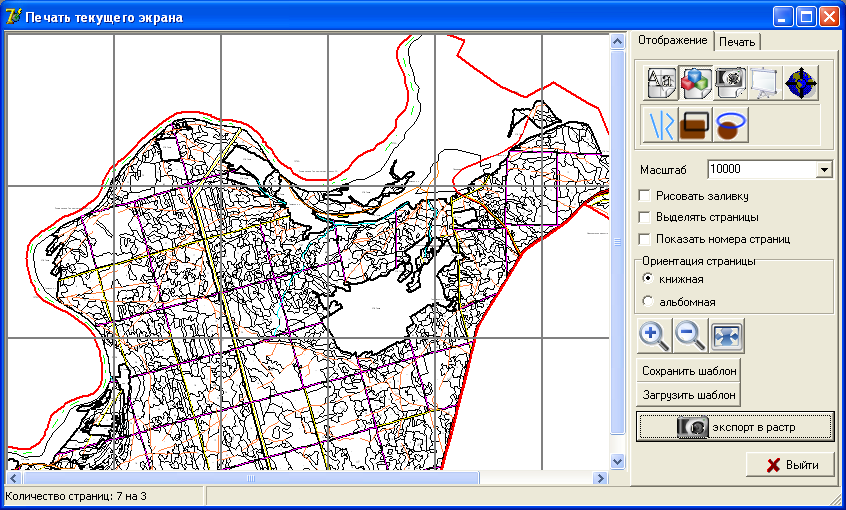 Печать текущего экрана
Отображение
Печать
Aa
Масштаб
10000
Рисовать заливку
Выделять страницы
Показать номера страниц
Ориентация страницы
книжная
альбомная
Сохранить шаблон
Загрузить шаблон
экспорт в растр
Выйти
Количество страниц: 7 на 3